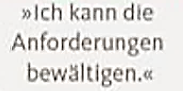 »Ich kann die
Anforderungen
bewältigen.«